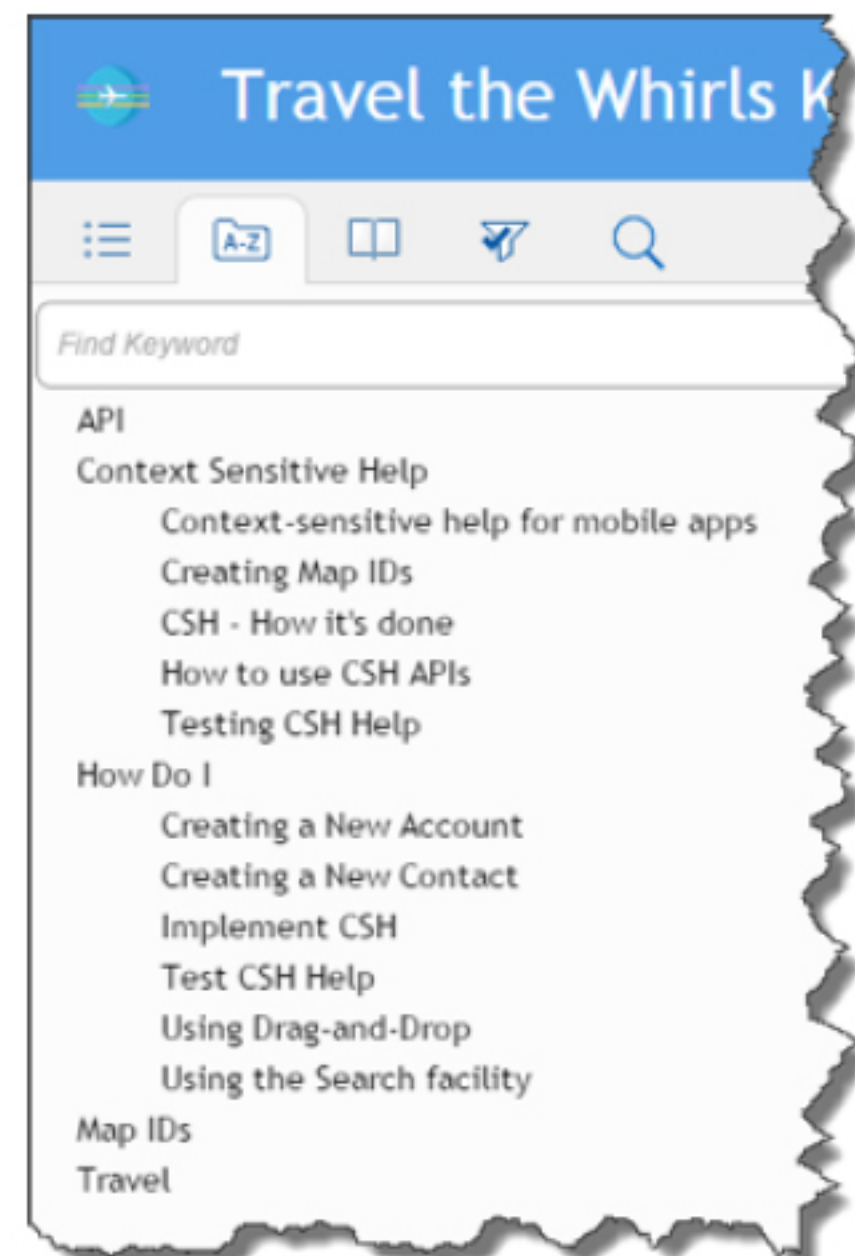 Travel the Whirls K
A-Z
Find Keyword
API
Context Sensitive Help
Context-sensitive help for mobile apps
Creating Map IDs
CSH - How it's done
How to use CSH APIs
Testing CSH Help
How Do I
Creating a New Account
Creating a New Contact
Implement CSH
Test CSH Help
Using Drag-and-Drop
Using the Search facility
Map IDs
Travel